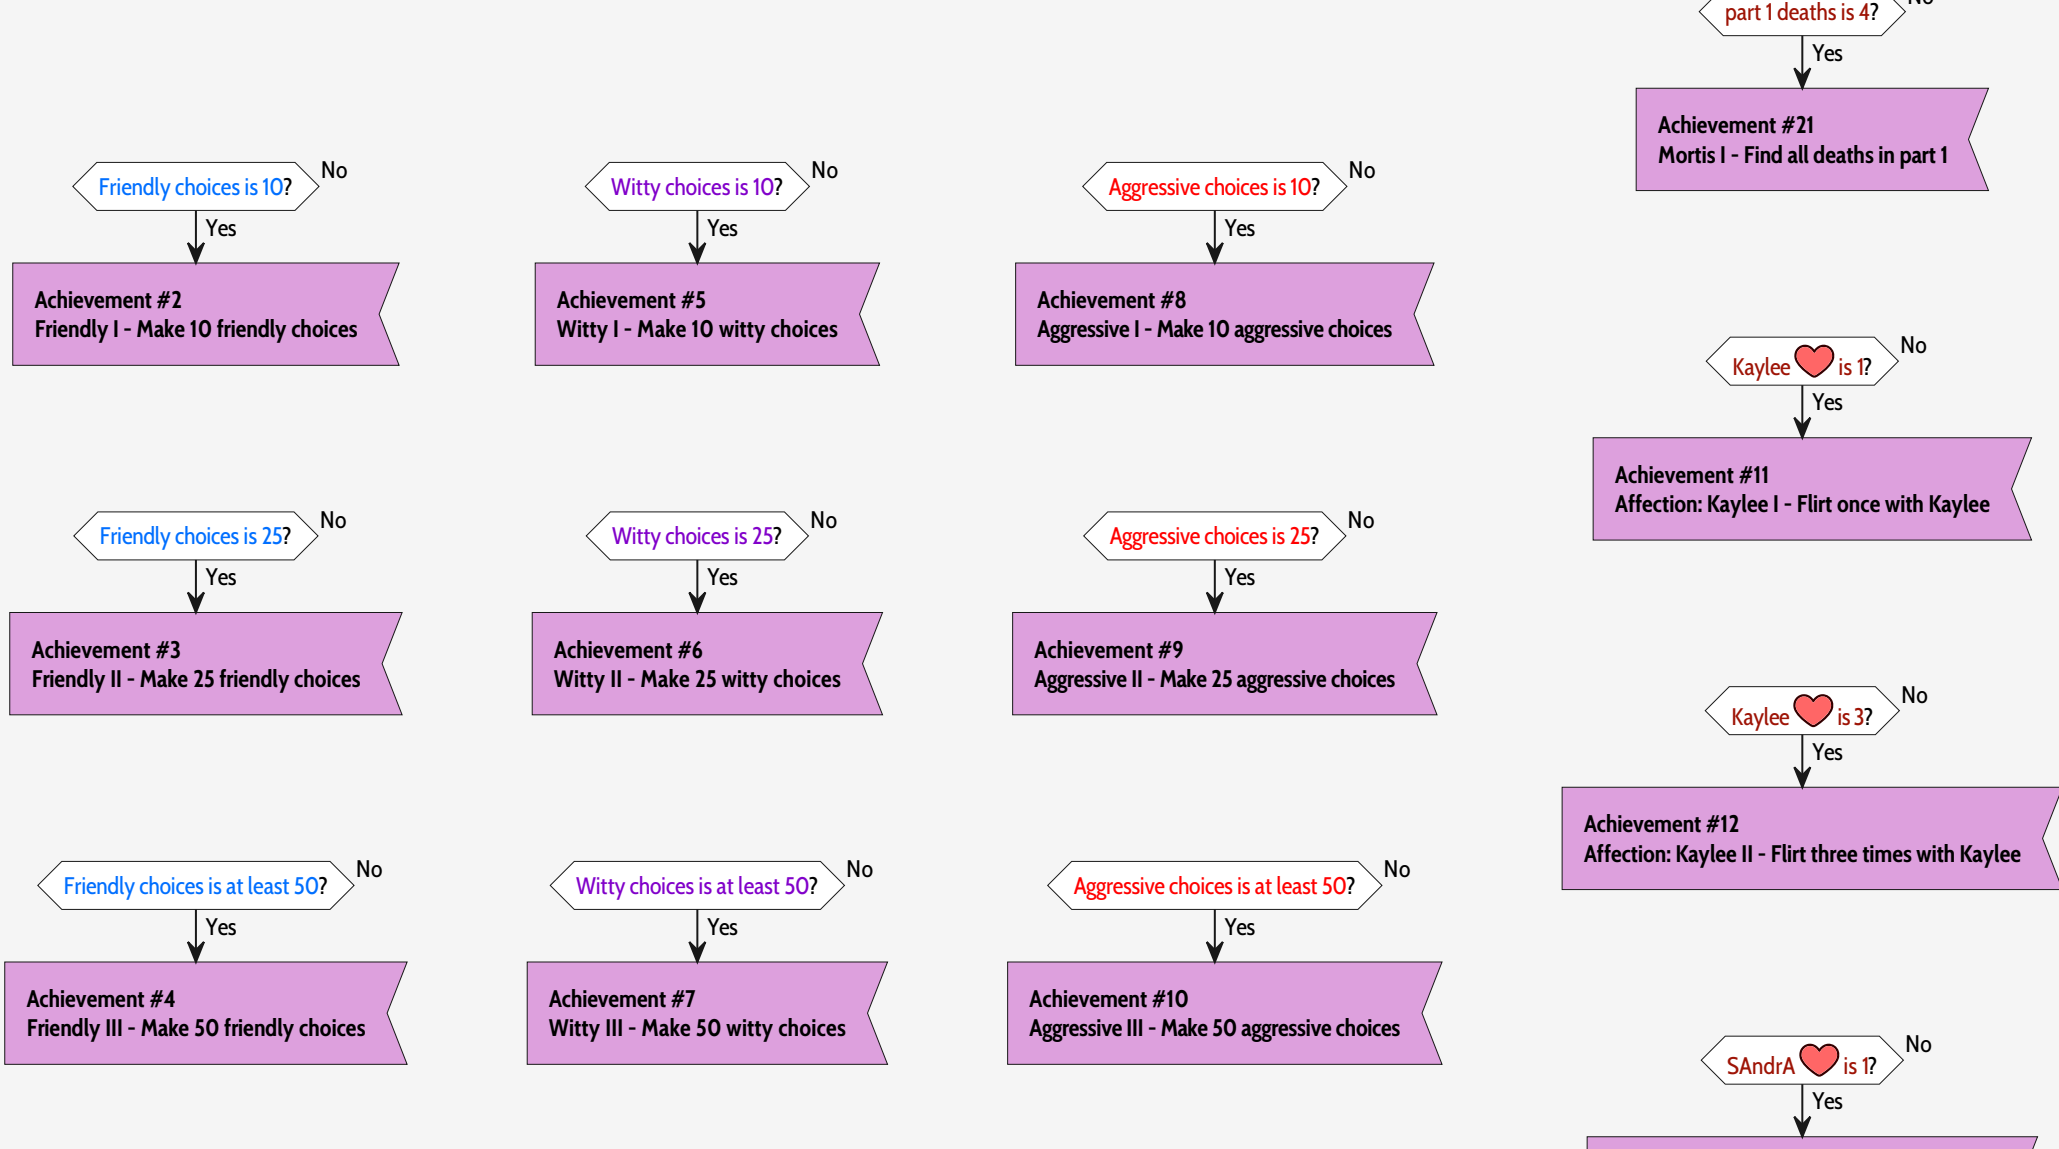 part 1 deaths is 4?
No
Yes
Achievement #21
Mortis I - Find all deaths in part 1
Friendly choices is 10?
No
Yes
Achievement #2
Friendly I - Make 10 friendly choices
Witty choices is 10?
No
Yes
Achievement #5
Witty I - Make 10 witty choices
Aggressive choices is 10?
No
Yes
Achievement #8
Aggressive I - Make 10 aggressive choices
Kaylee is 1?
No
Yes
Achievement #11
Affection: Kaylee I - Flirt once with Kaylee
Friendly choices is 25?
No
Yes
Achievement #3
Friendly II - Make 25 friendly choices
Witty choices is 25?
No
Yes
Achievement #6
Witty II - Make 25 witty choices
Aggressive choices is 25?
No
Yes
Achievement #9
Aggressive II - Make 25 aggressive choices
Kaylee is 3?
No
Yes
Achievement #12
Affection: Kaylee II - Flirt three times with Kaylee
Friendly choices is at least 50?
No
Yes
Achievement #4
Friendly III - Make 50 friendly choices
Witty choices is at least 50?
No
Yes
Achievement #7
Witty III - Make 50 witty choices
Aggressive choices is at least 50?
No
Yes
Achievement #10
Aggressive III - Make 50 aggressive choices
SAndrA is 1?
No
Yes